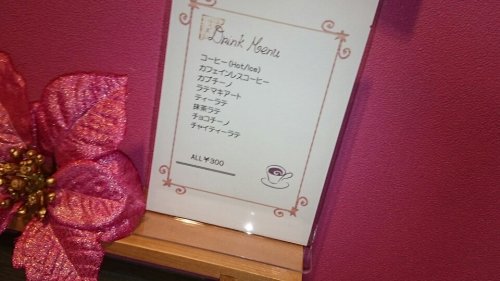 Drink Menu
コーヒー(Hot/Ice)
カフェインレスコーヒー
カプチーノ
ラテマキアート
ティーラテ
抹茶ラテ
チョコチーノ
チャイティーラテ
ALL ¥300